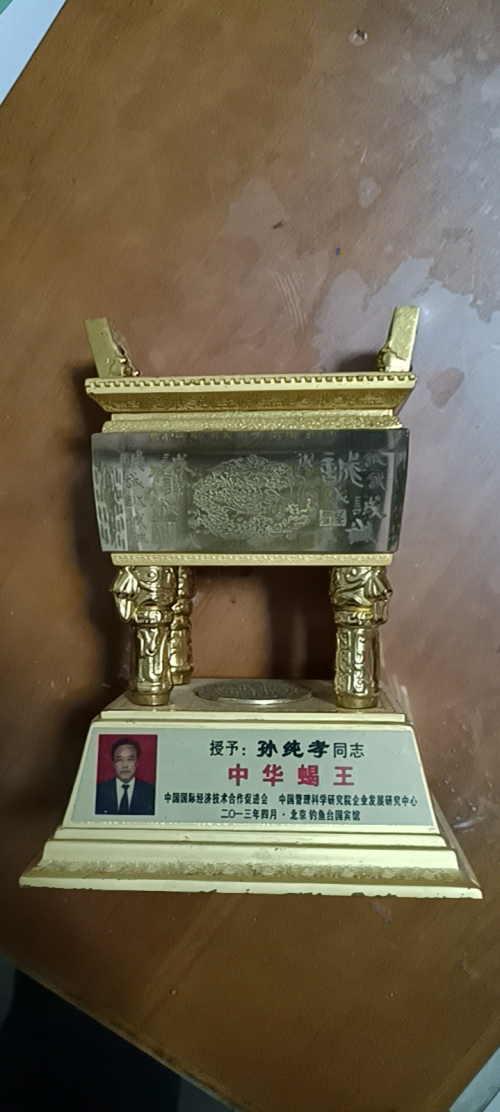 誠
授予：孙纯孝同志
中华蝎王
中国国际经济技术合作促进会 中国管理科学研究院企业发展研究中心
二〇一三年四月·北京钓鱼台国宾馆